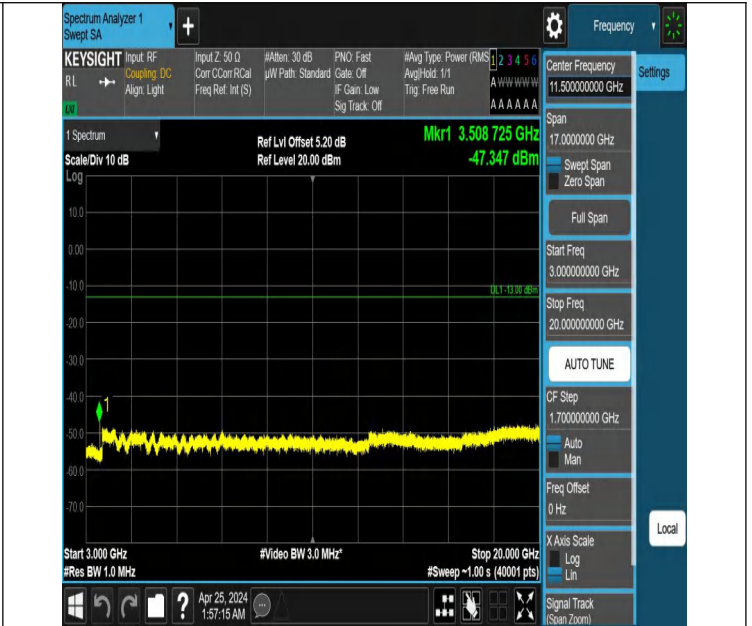 Spectrum Analyzer 1
Swept SA
+
Frequency
KEYSIGHT
RL
Input: RF
Coupling: DC
Align: Light
Input Z: 50 Ω
Corr CCorr RCal
Freq Ref: Int (S)
#Atten: 30 dB
µW Path: Standard
PNO: Fast
Gate: Off
IF Gain: Low
Sig Track: Off
#Avg Type: Power (RMS
Avg|Hold: 1/1
Trig: Free Run
1 2 3 4 5 6
A W W W W W
A A A A A A
Center Frequency
11.500000000 GHz
Settings
Span
17.0000000 GHz
Swept Span
Zero Span
Full Span
Start Freq
3.000000000 GHz
Stop Freq
20.000000000 GHz
AUTO TUNE
CF Step
1.700000000 GHz
Auto
Man
Freq Offset
0 Hz
X Axis Scale
Log
Lin
Signal Track
(Span Zoom)
Local
1 Spectrum
Scale/Div 10 dB
Log
Ref Lvl Offset 5.20 dB
Ref Level 20.00 dBm
Mkr1 3.508 725 GHz
-47.347 dBm
10.0
0.00
-10.0
DL1 -13.00 dBm
-20.0
-30.0
-40.0
1
-50.0
-60.0
-70.0
Start 3.000 GHz
#Res BW 1.0 MHz
#Video BW 3.0 MHz*
Stop 20.000 GHz
#Sweep ~1.00 s (40001 pts)
?
Apr 25, 2024
1:57:15 AM